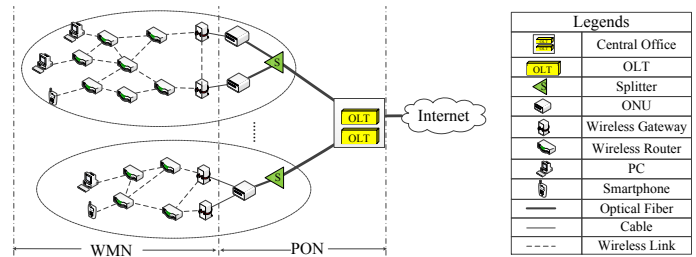 S
OLT
OLT
Internet
S
WMN
PON
Legends
Central Office
OLT
OLT
Splitter
S
ONU
Wireless Gateway
Wireless Router
PC
Smartphone
Optical Fiber
Cable
Wireless Link